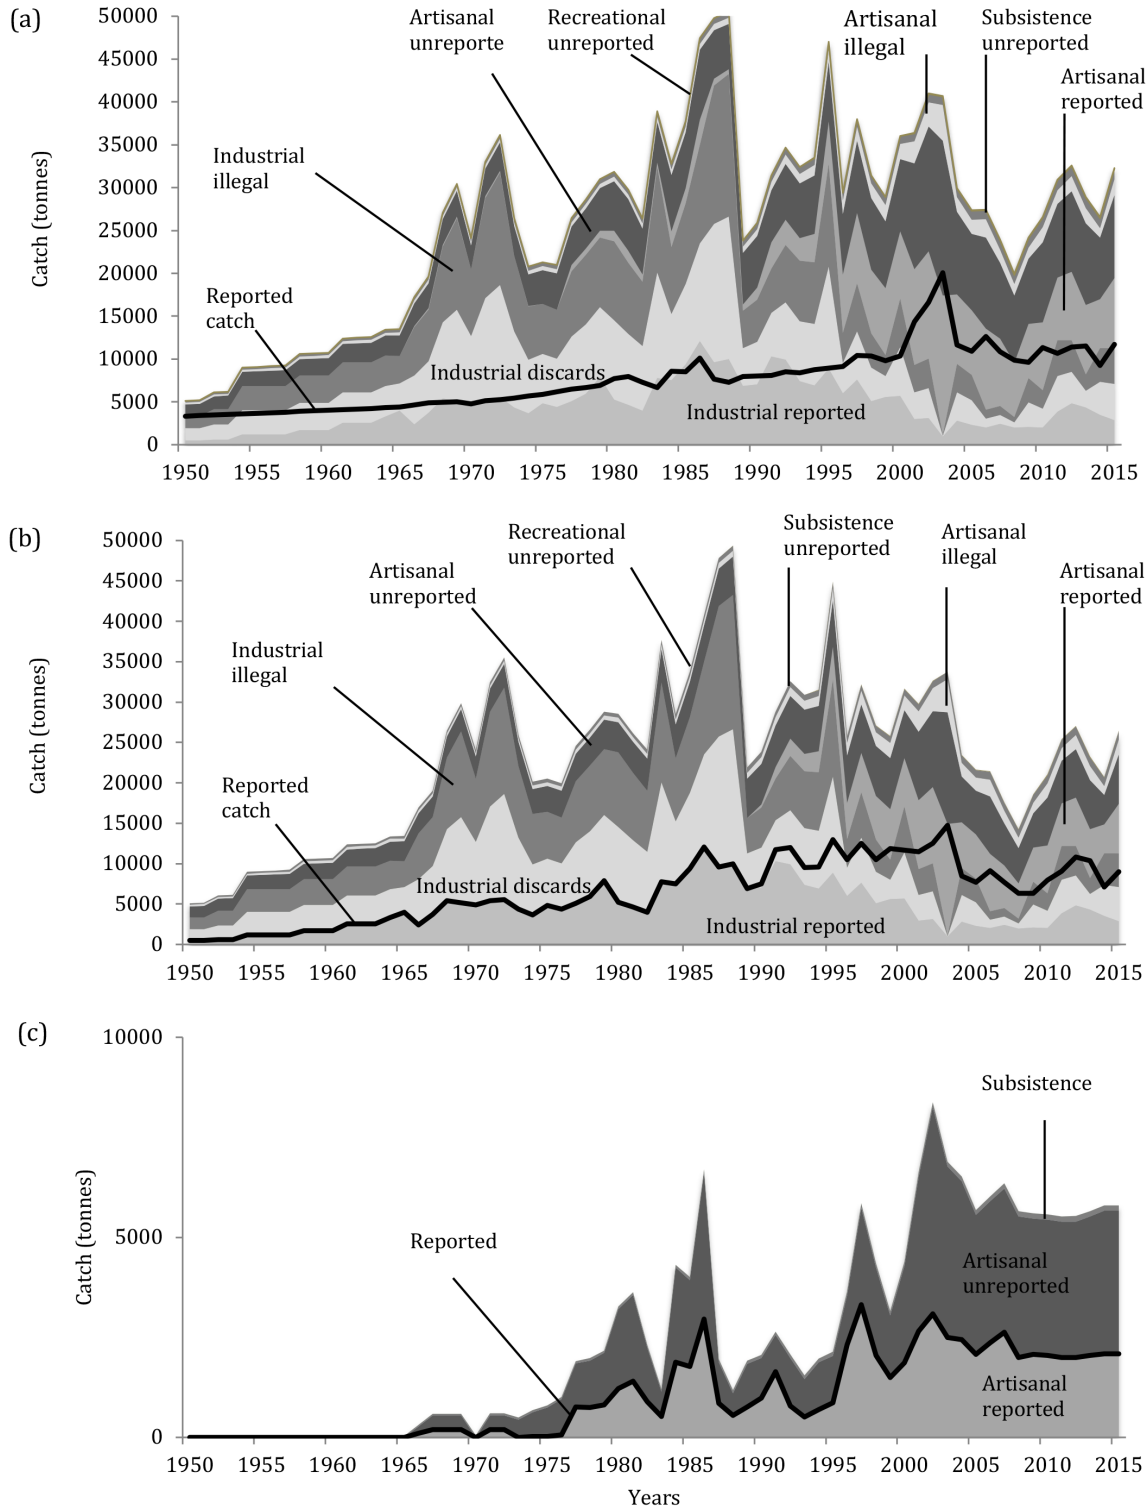 (a)
50000
45000
40000
35000
30000
25000
20000
15000
10000
5000
0
Catch (tonnes)
Artisanal
unreporte
Recreational
unreported
Artisanal
illegal
Subsistence
unreported
Artisanal
reported
Industrial
illegal
Reported
catch
Industrial discards
Industrial reported
1950 1955 1960 1965 1970 1975 1980 1985 1990 1995 2000 2005 2010 2015
(b)
50000
45000
40000
35000
30000
25000
20000
15000
10000
5000
0
Catch (tonnes)
Recreational
unreported
Subsistence
unreported
Artisanal
illegal
Artisanal
unreported
Artisanal
reported
Industrial
illegal
Reported
catch
Industrial discards
Industrial reported
1950 1955 1960 1965 1970 1975 1980 1985 1990 1995 2000 2005 2010 2015
(c)
10000
5000
0
Catch (tonnes)
Subsistence
Reported
Artisanal
unreported
Artisanal
reported
1950 1955 1960 1965 1970 1975 1980 1985 1990 1995 2000 2005 2010 2015
Years